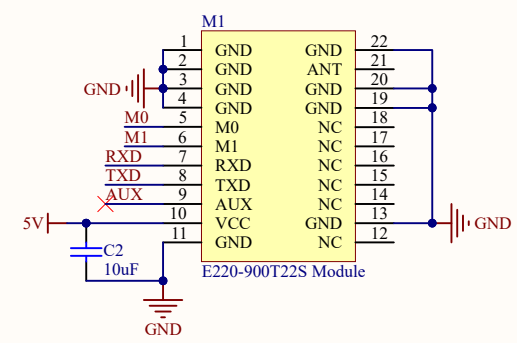 M1
1 GND GND 22
2 GND ANT 21
GND 3 GND GND 20
4 GND GND 19
M0 5 M0 NC 18
M1 6 M1 NC 17
RXD 7 RXD NC 16
TXD 8 TXD NC 15
AUX 9 AUX NC 14
5V 10 VCC GND 13 GND
11 GND NC 12
C2
10uF
E220-900T22S Module
GND